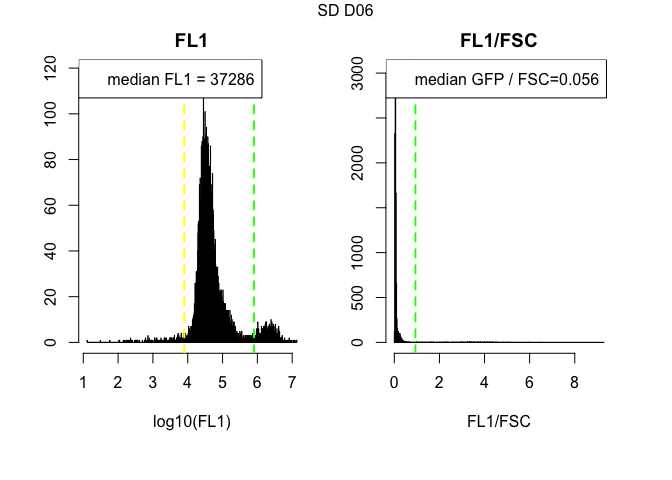 SD D06
FL1
median FL1 = 37286
0 20 40 60 80 100 120
1 2 3 4 5 6 7
log10(FL1)
FL1/FSC
median GFP / FSC=0.056
0 500 1000 2000 3000
0 2 4 6 8
FL1/FSC